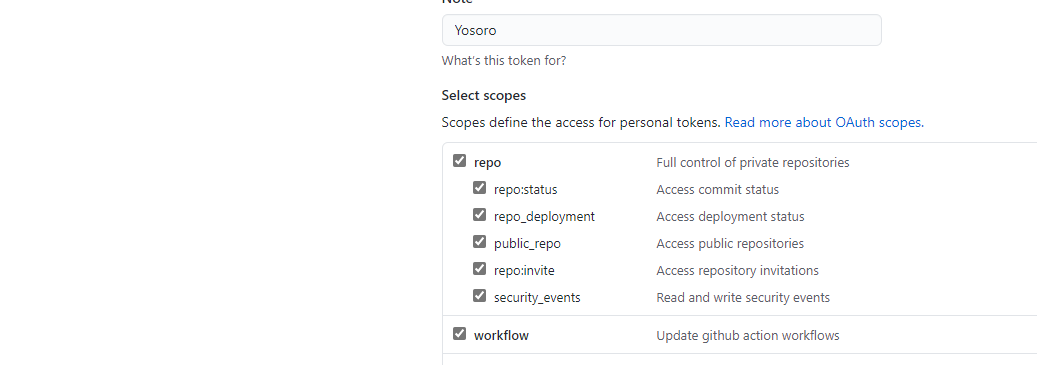 Note
Yosoro
What's this token for?
Select scopes
Scopes define the access for personal tokens. Read more about OAuth scopes.
repo Full control of private repositories
repo:status Access commit status
repo_deployment Access deployment status
public_repo Access public repositories
repo:invite Access repository invitations
security_events Read and write security events
workflow Update github action workflows